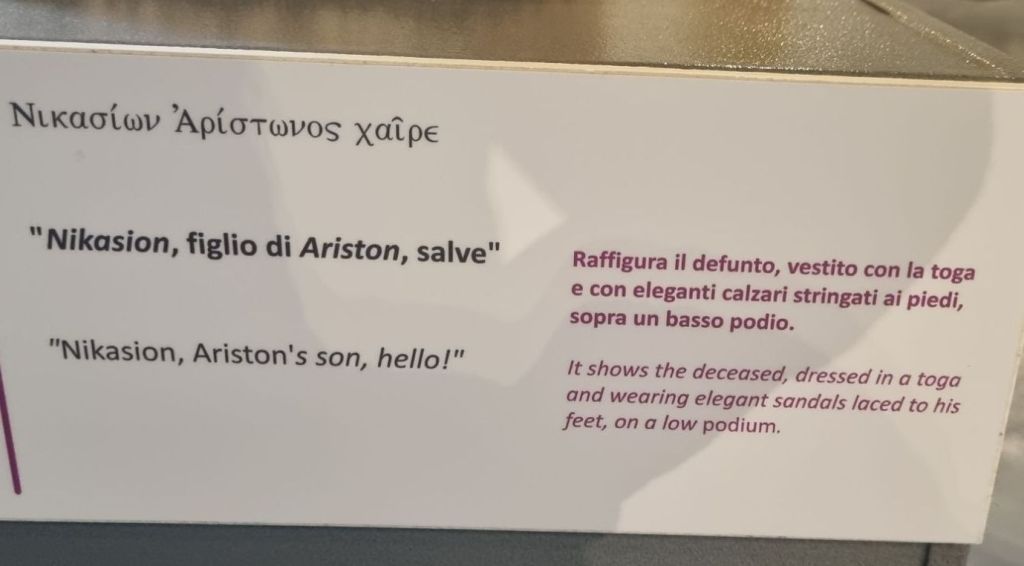 Νικασίων Ἀρίστωνος χαῖρε
"Nikasion, figlio di Ariston, salve"
"Nikasion, Ariston's son, hello!"
Raffigura il defunto, vestito con la toga
e con eleganti calzari stringati ai piedi,
sopra un basso podio.
It shows the deceased, dressed in a toga
and wearing elegant sandals laced to his
feet, on a low podium.